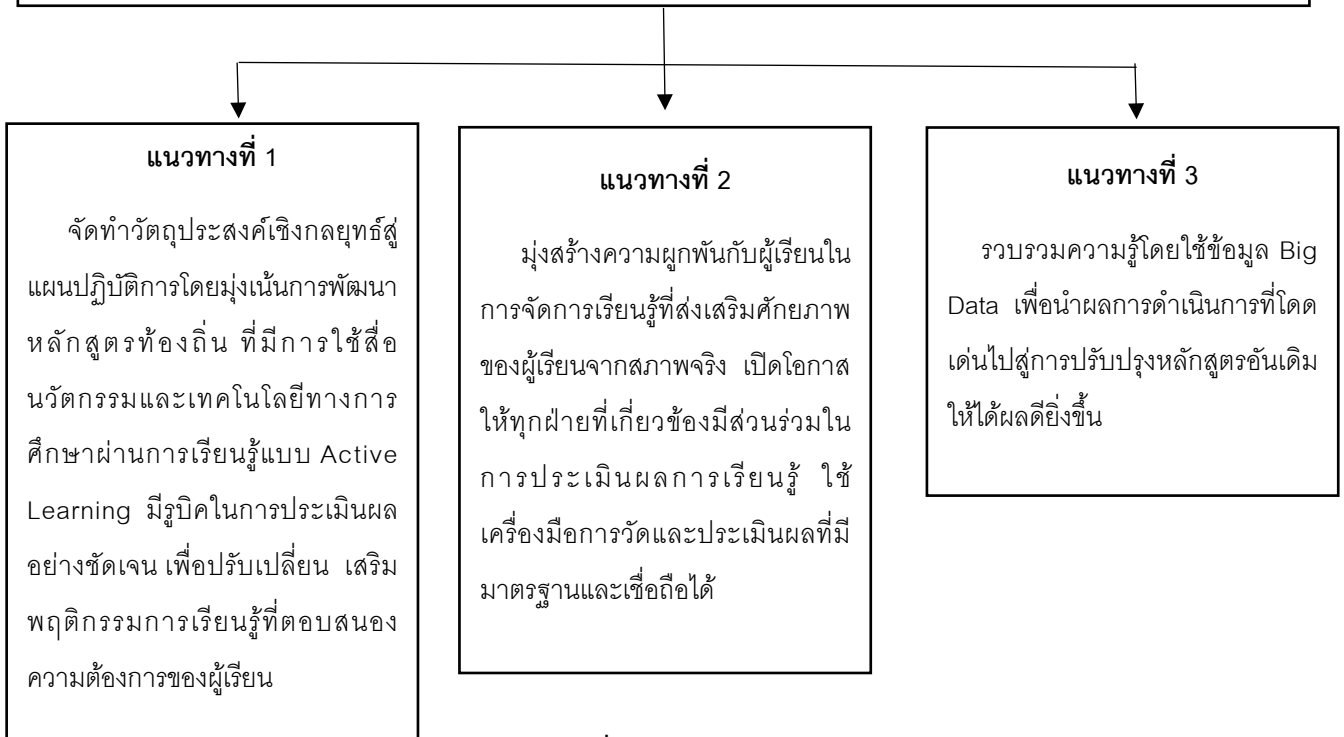 แนวทางที่ 1
จัดทำวัตถุประสงค์เชิงกลยุทธ์สู่
แผนปฏิบัติการโดยมุ่งเน้นการพัฒนา
หลักสูตรท้องถิ่น ที่มีการใช้สื่อ
นวัตกรรมและเทคโนโลยีทางการ
ศึกษาผ่านการเรียนรู้แบบ Active
Learning มีรูบิคในการประเมินผล
อย่างชัดเจน เพื่อปรับเปลี่ยน เสริม
พฤติกรรมการเรียนรู้ที่ตอบสนอง
ความต้องการของผู้เรียน
แนวทางที่ 2
มุ่งสร้างความผูกพันกับผู้เรียนใน
การจัดการเรียนรู้ที่ส่งเสริมศักยภาพ
ของผู้เรียนจากสภาพจริง เปิดโอกาส
ให้ทุกฝ่ายที่เกี่ยวข้องมีส่วนร่วมใน
การประเมินผลการเรียนรู้ ใช้
เครื่องมือการวัดและประเมินผลที่มี
มาตรฐานและเชื่อถือได้
แนวทางที่ 3
รวบรวมความรู้โดยใช้ข้อมูล Big
Data เพื่อนำผลการดำเนินการที่โดด
เด่นไปสู่การปรับปรุงหลักสูตรอันเดิม
ให้ได้ผลดียิ่งขึ้น